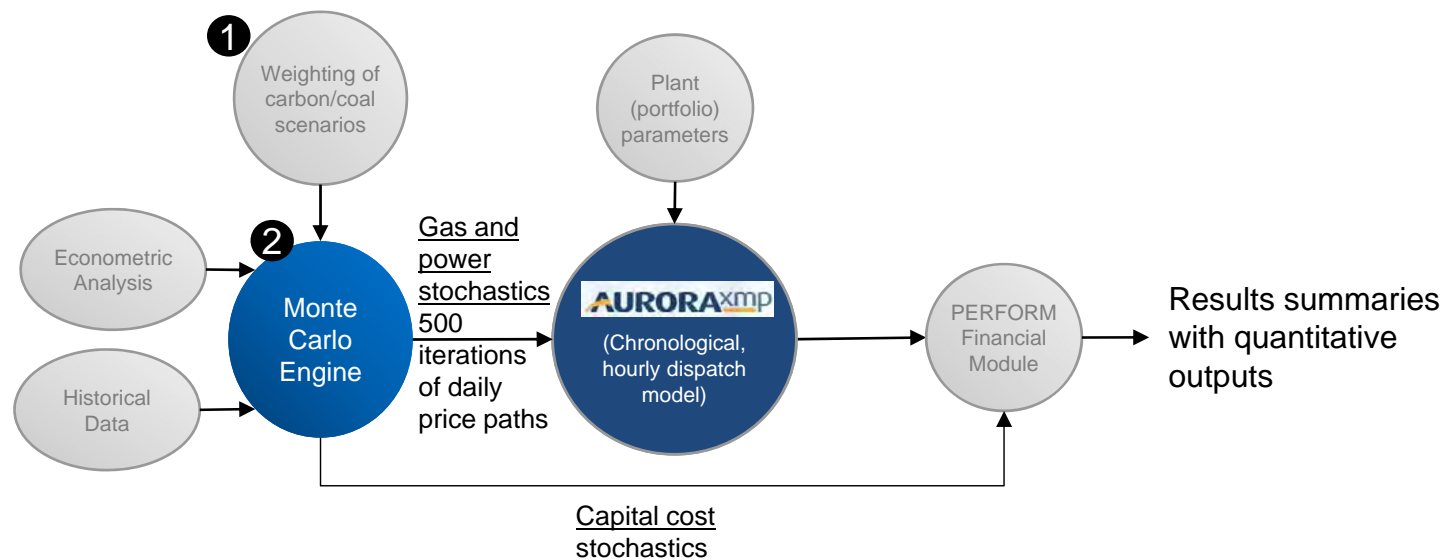 1
Weighting of
carbon/coal
scenarios
Plant
(portfolio)
parameters
Econometric
Analysis
Historical
Data
2
Monte
Carlo
Engine
Gas and
power
stochastics
500
iterations
of daily
price paths
AURORAxmp
(Chronological,
hourly dispatch
model)
PERFORM
Financial
Module
Results summaries
with quantitative
outputs
Capital cost
stochastics